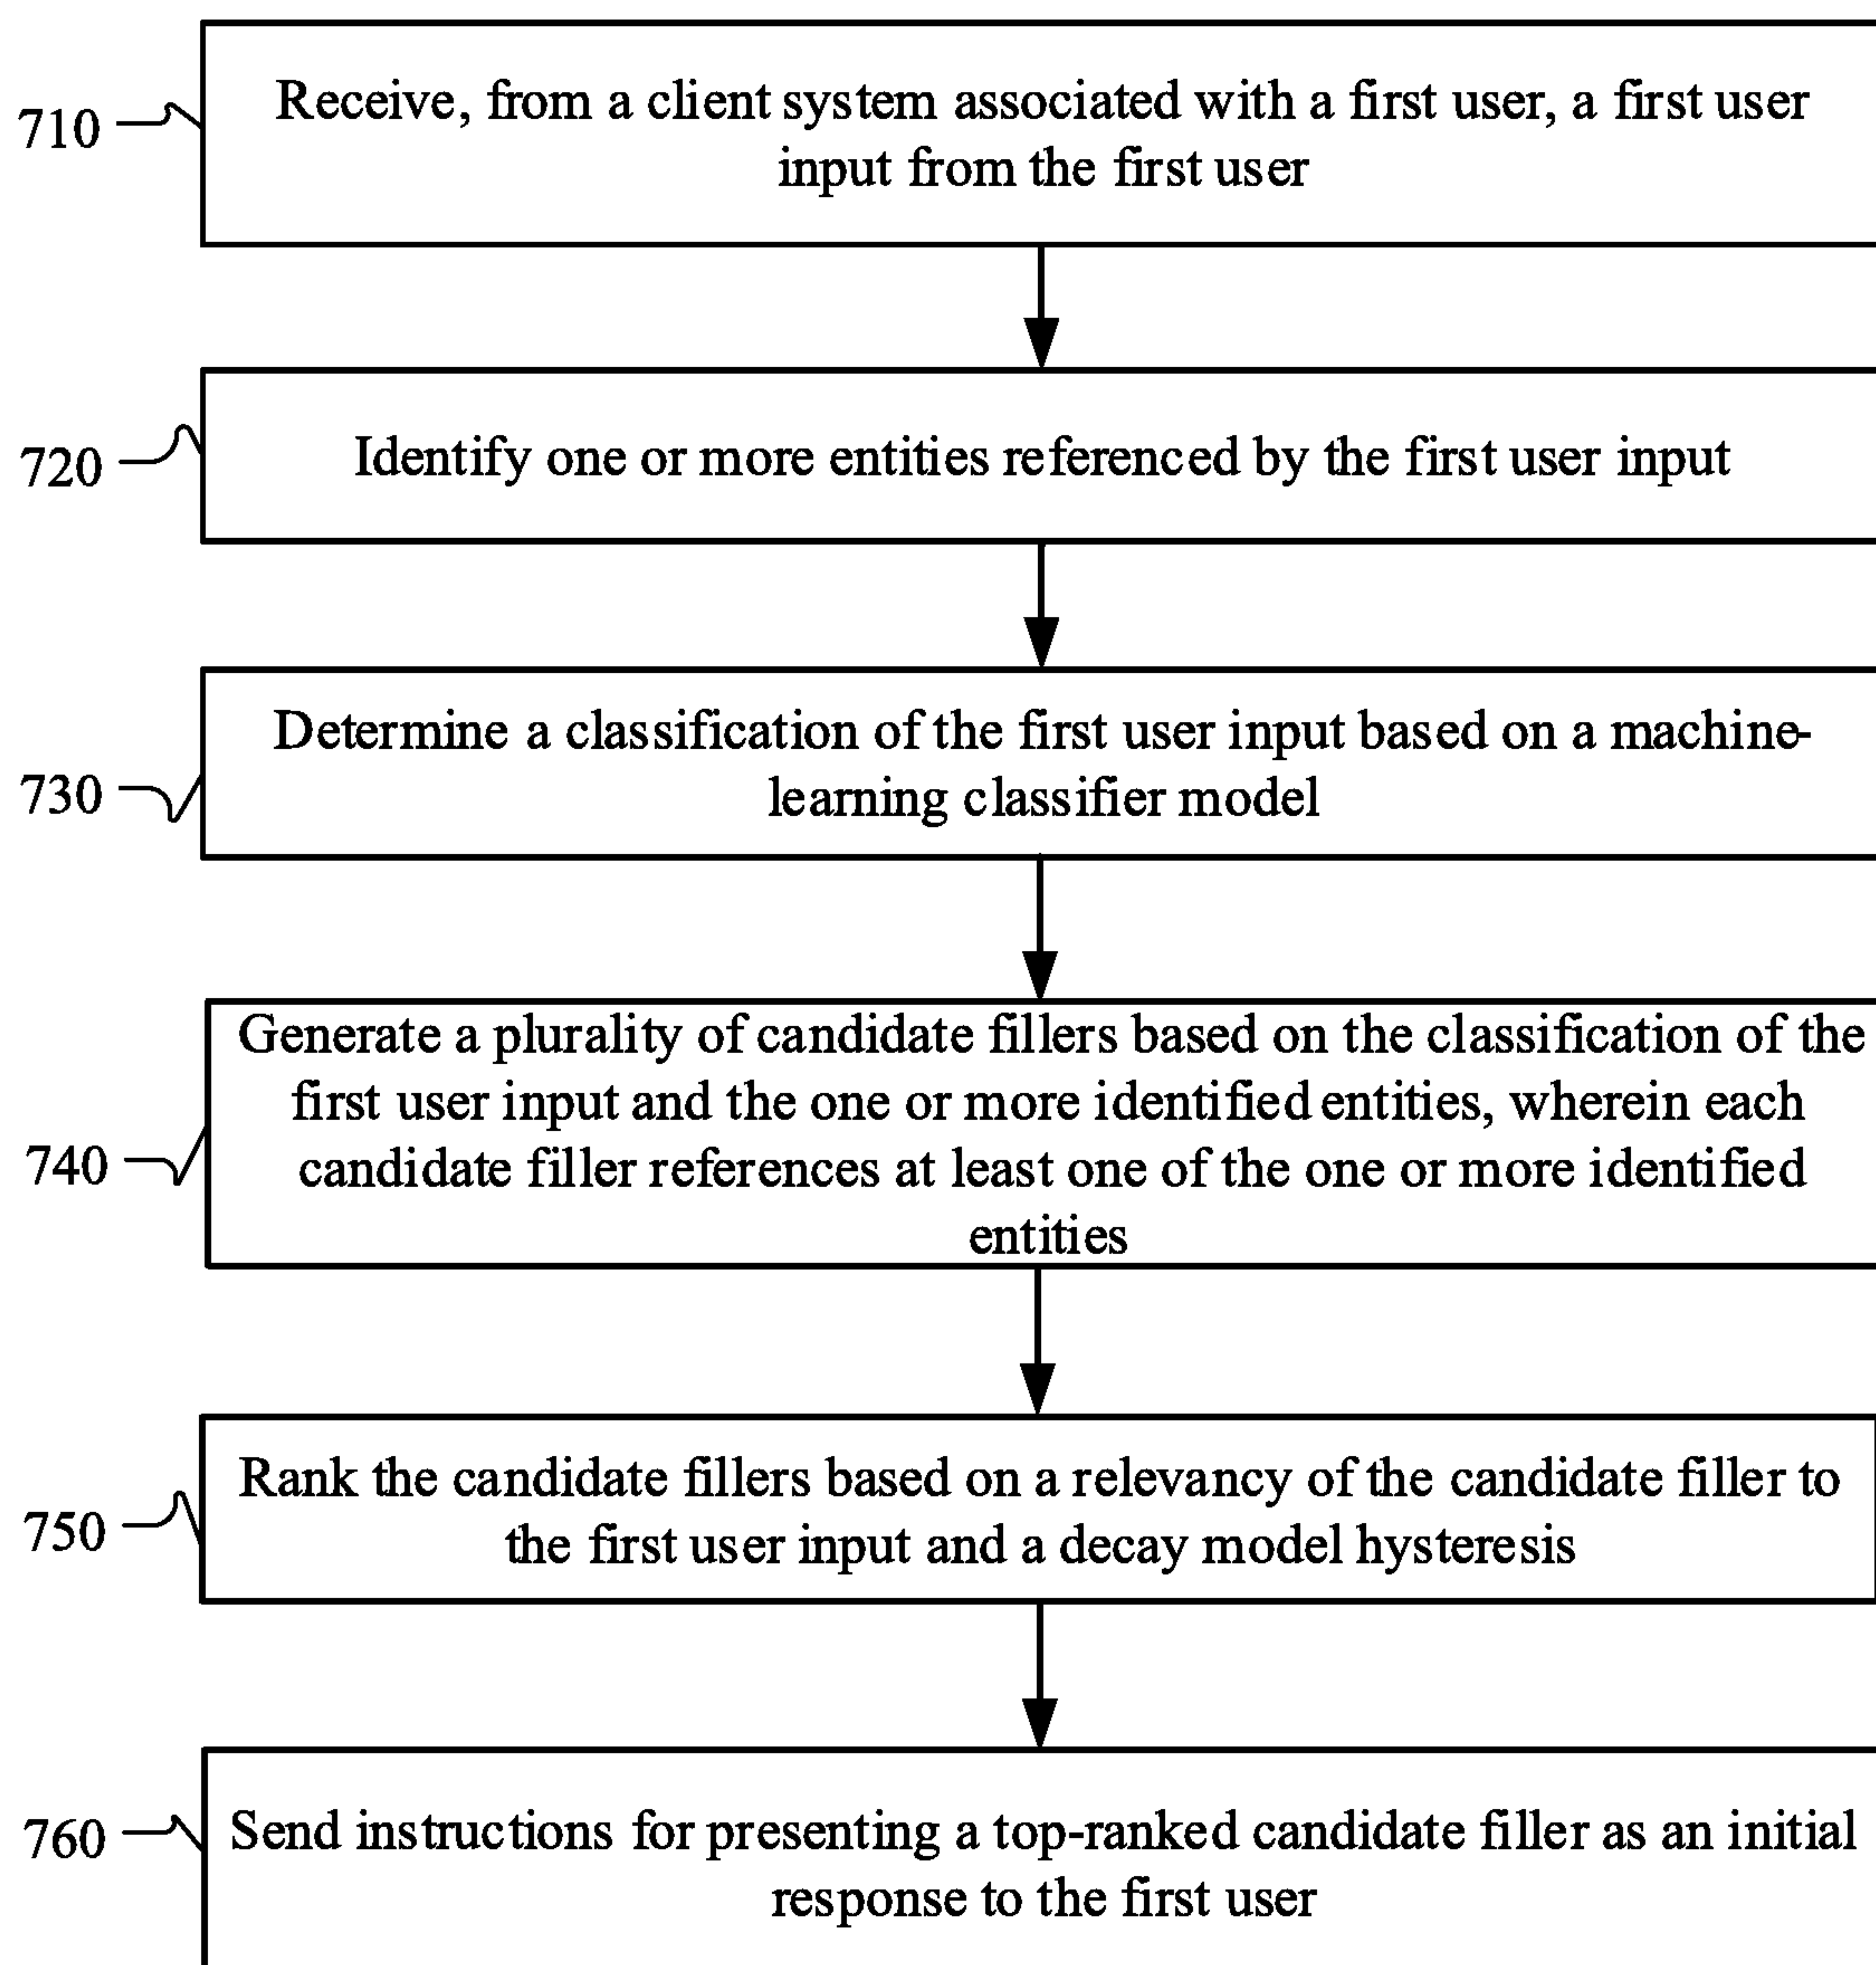 Receive, from a client system associated with a first user, a first user
input from the first user
710
Identify one or more entities referenced by the first user input
720
Determine a classification of the first user input based on a machine-
learning classifier model
730
Generate a plurality of candidate fillers based on the classification of the
first user input and the one or more identified entities, wherein each
candidate filler references at least one of the one or more identified
entities
740
Rank the candidate fillers based on a relevancy of the candidate filler to
the first user input and a decay model hysteresis
750
Send instructions for presenting a top-ranked candidate filler as an initial
response to the first user
760